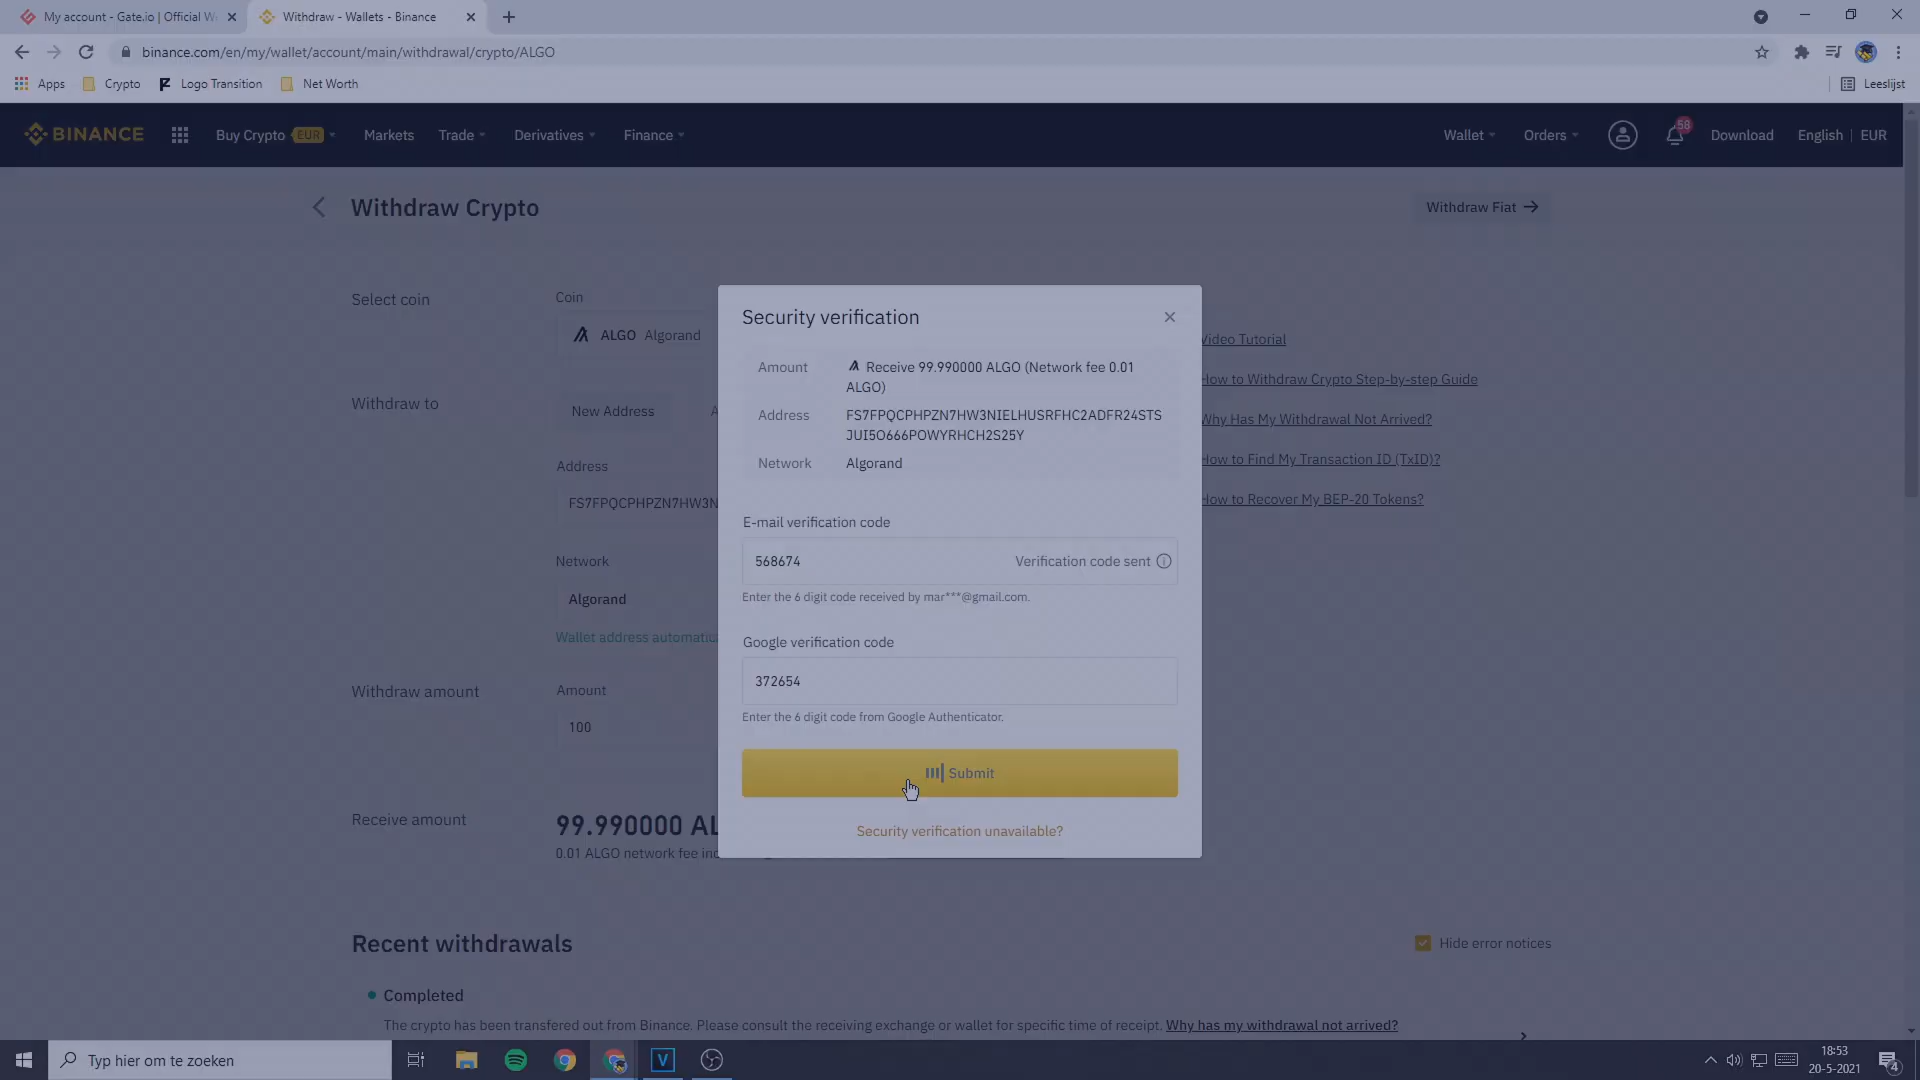 My account - Gate.io | Official W
Withdraw - Wallets - Binance
binance.com/en/my/wallet/account/main/withdrawal/crypto/ALGO
Apps
Crypto
Logo Transition
Net Worth
Leeslijst
BINANCE
Buy Crypto EUR
Markets
Trade
Derivatives
Finance
Wallet
Orders
58
Download
English | EUR
Withdraw Crypto
Withdraw Fiat →
Select coin
Coin
ALGO Algorand
Withdraw to
New Address
A
Address
FS7FPQCPHPZN7HW3N
Network
Algorand
Wallet address automatic
Withdraw amount
Amount
100
Receive amount
99.990000 AL
0.01 ALGO network fee inc
Security verification
Amount
Receive 99.990000 ALGO (Network fee 0.01
ALGO)
Address
FS7FPQCPHPZN7HW3NIELHUSRFHC2ADFR24STS
JUI5O666POWYRHCH2S25Y
Network
Algorand
E-mail verification code
568674
Verification code sent
Enter the 6 digit code received by mar***@gmail.com.
Google verification code
372654
Enter the 6 digit code from Google Authenticator.
Submit
Security verification unavailable?
Video Tutorial
How to Withdraw Crypto Step-by-step Guide
Why Has My Withdrawal Not Arrived?
How to Find My Transaction ID (TxID)?
How to Recover My BEP-20 Tokens?
Recent withdrawals
Hide error notices
Completed
The crypto has been transfered out from Binance. Please consult the receiving exchange or wallet for specific time of receipt. Why has my withdrawal not arrived?
Typ hier om te zoeken
V
18:53
20-5-2021
4